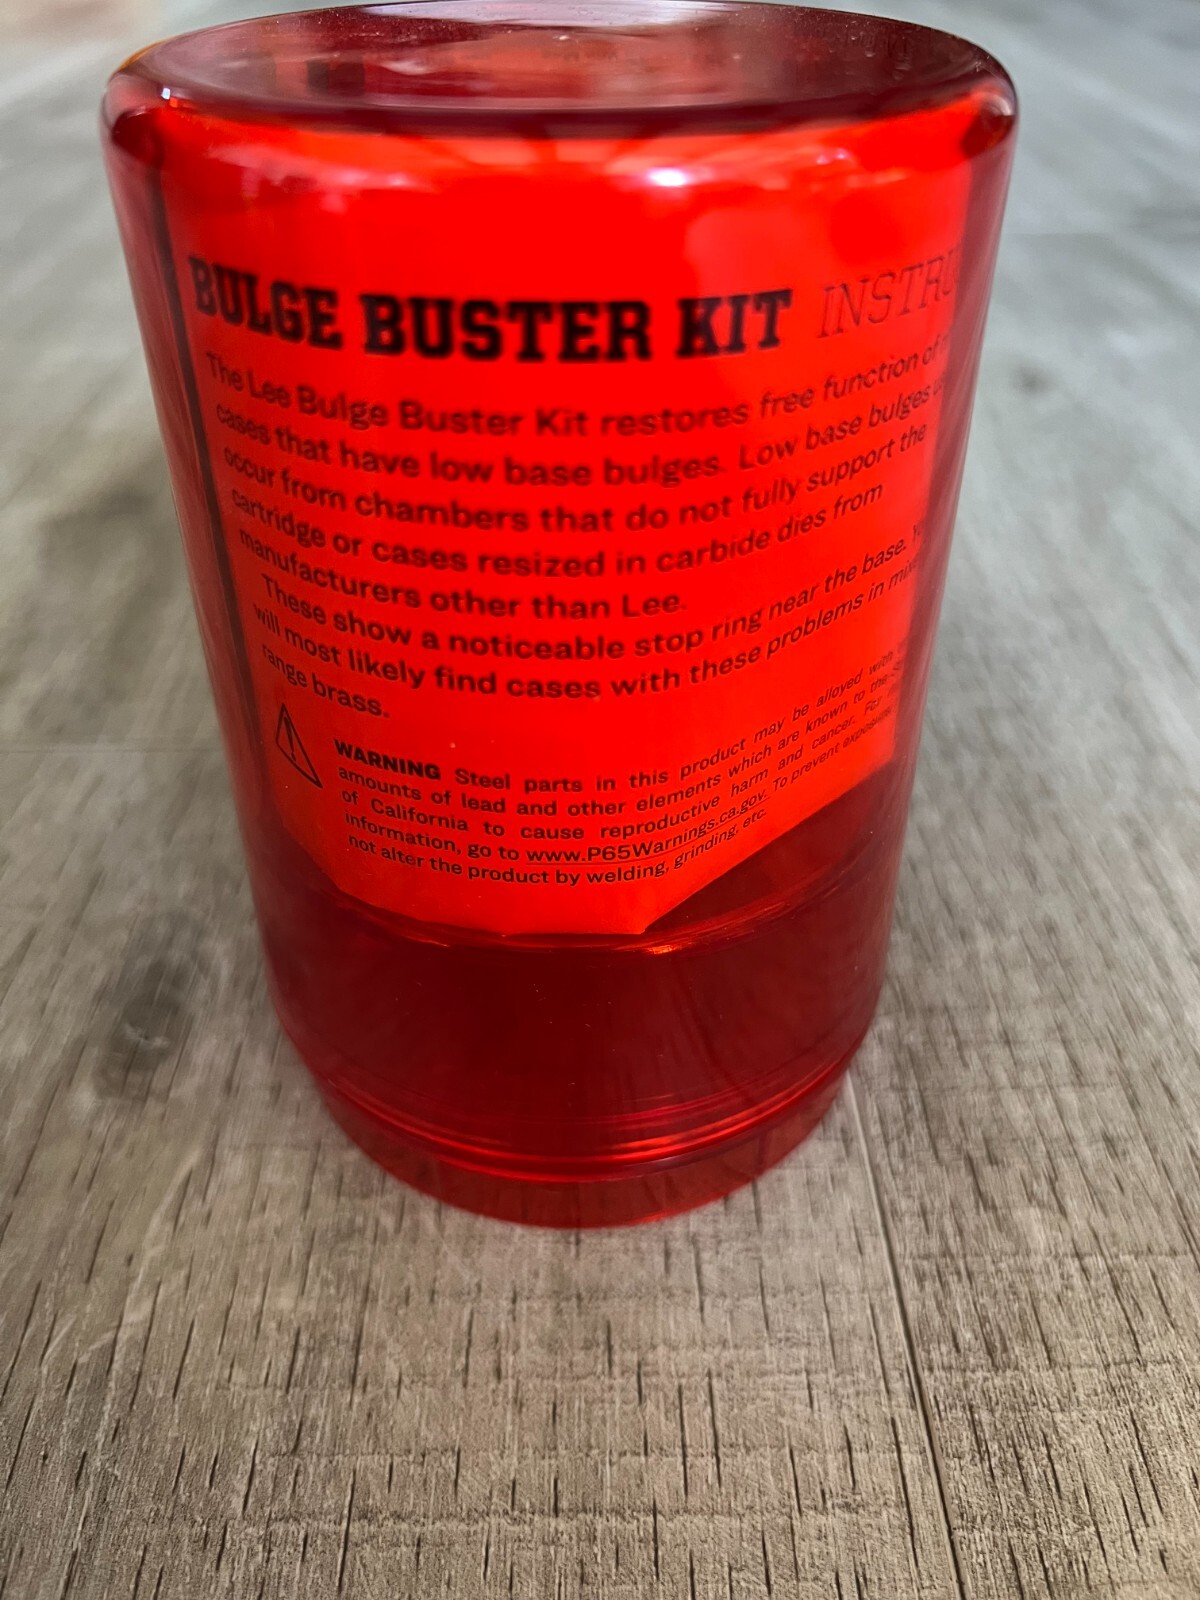 BULGE BUSTER KIT INSTRU
The Lee Bulge Buster Kit restores free function of
cases that have low base bulges. Low base bulges
occur from chambers that do not fully support the
cartridge or cases resized in carbide dies from
manufacturers other than Lee.
These show a noticeable stop ring near the base.
will most likely find cases with these problems in
range brass.
WARNING Steel parts in this product may be alloyed with
amounts of lead and other elements which are known to the
of California to cause reproductive harm and cancer. For
information, go to www.P65Warnings.ca.gov. To prevent
not alter the product by welding, grinding, etc.